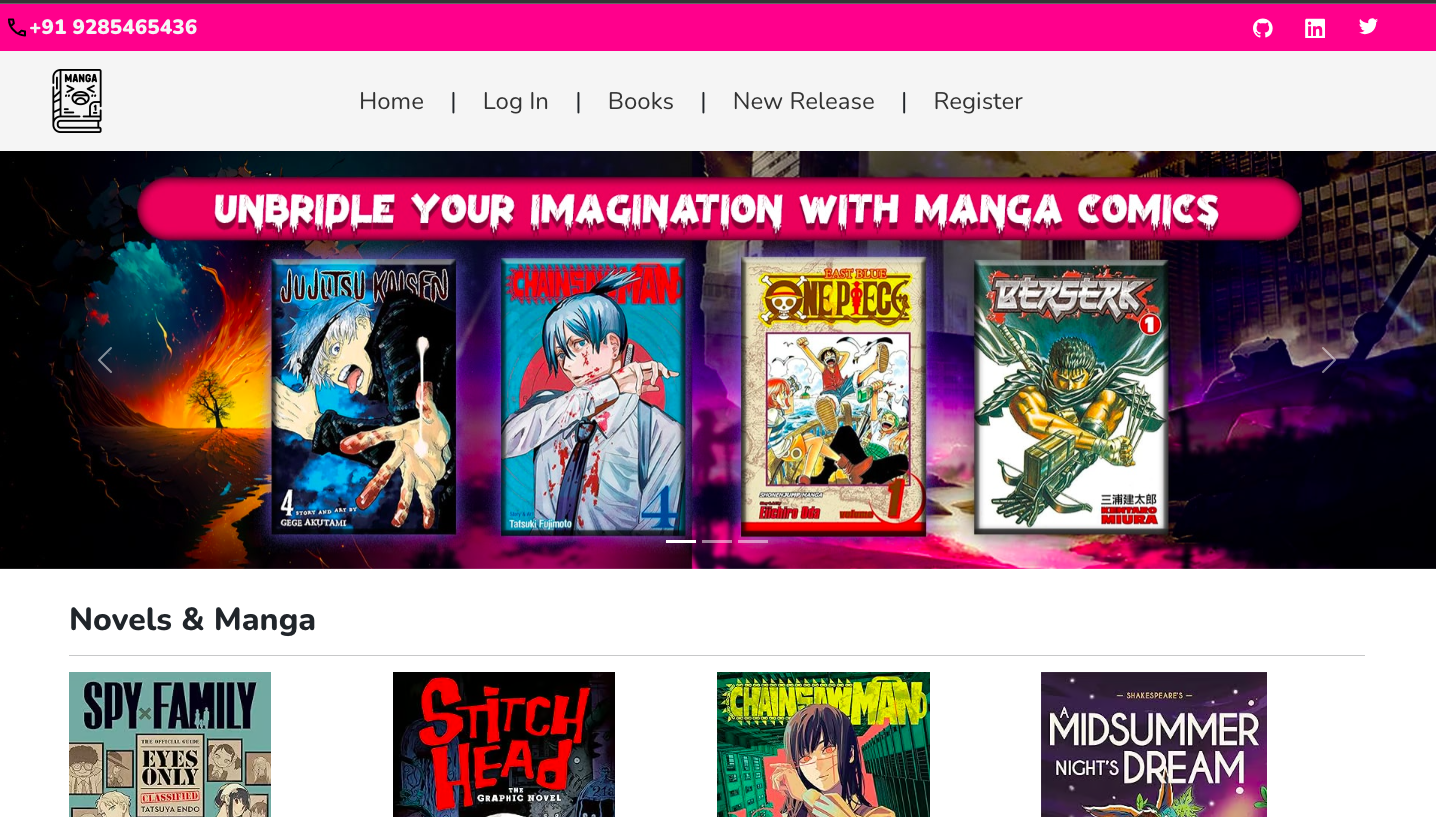 +91 9285465436
MANGA
Home | Log In | Books | New Release | Register
UNBRIDLE YOUR IMAGINATION WITH MANGA COMICS
JUJUTSU KAISEN
4
STORY AND ART BY
GEGE AKUTAMI
CHAINSAW MAN
Tatsuki Fujimoto
4
EAST BLUE
ONE PIECE
SHONEN JUMP MANGA
Eiichiro Oda
volume 1
BERSERK
1
三浦建太郎
KENTARO
MIURA
Novels & Manga
SPY×FAMILY
THE OFFICIAL GUIDE
EYES
ONLY
CLASSIFIED
TATSUYA ENDO
STITCH
HEAD
THE
GRAPHIC NOVEL
CHAINSAW MAN
— SHAKESPEARE'S —
A
MIDSUMMER
NIGHT'S DREAM